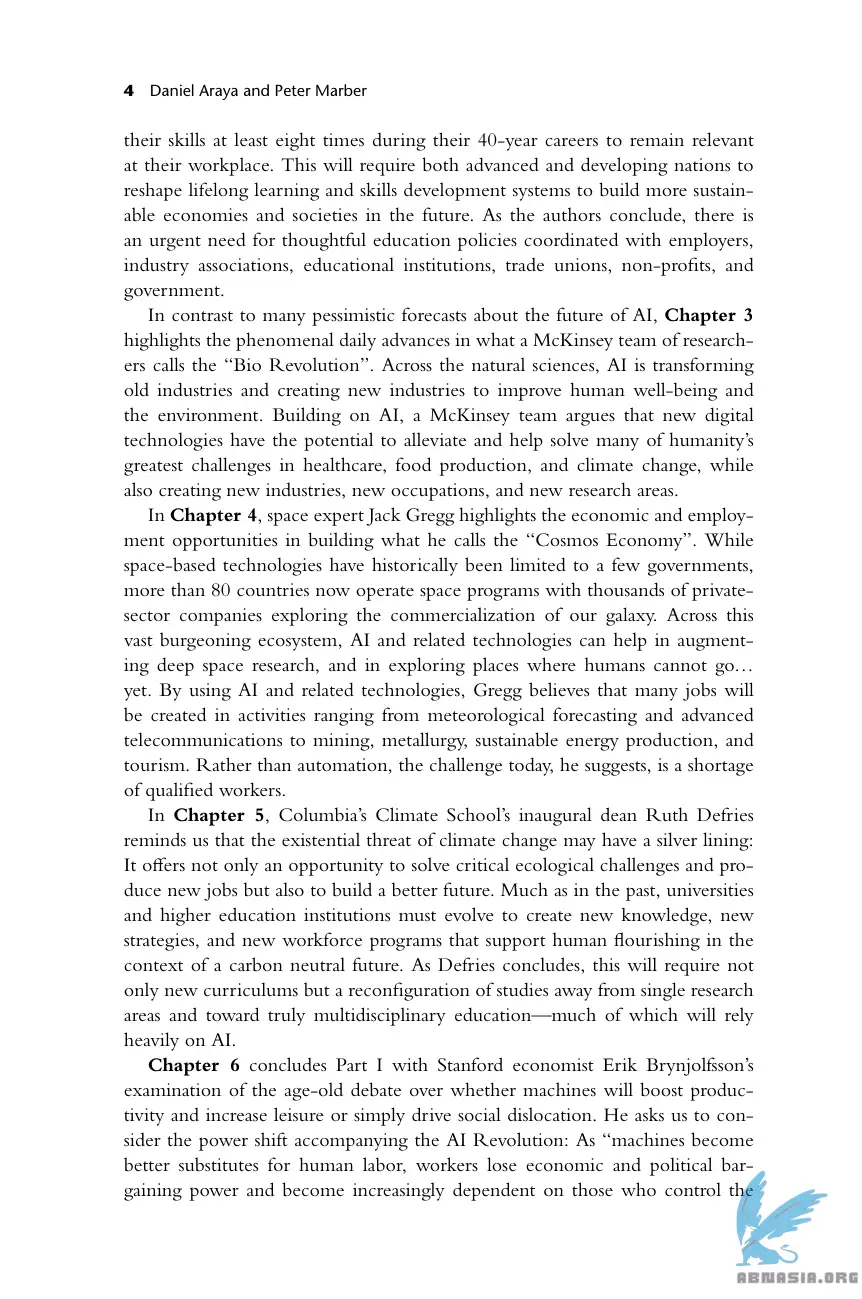 4 Daniel Araya and Peter Marber
their skills at least eight times during their 40-year careers to remain relevant
at their workplace. This will require both advanced and developing nations to
reshape lifelong learning and skills development systems to build more sustain-
able economies and societies in the future. As the authors conclude, there is
an urgent need for thoughtful education policies coordinated with employers,
industry associations, educational institutions, trade unions, non-profits, and
government.
In contrast to many pessimistic forecasts about the future of AI, Chapter 3
highlights the phenomenal daily advances in what a McKinsey team of research-
ers calls the “Bio Revolution”. Across the natural sciences, AI is transforming
old industries and creating new industries to improve human well-being and
the environment. Building on AI, a McKinsey team argues that new digital
technologies have the potential to alleviate and help solve many of humanity’s
greatest challenges in healthcare, food production, and climate change, while
also creating new industries, new occupations, and new research areas.
In Chapter 4, space expert Jack Gregg highlights the economic and employ-
ment opportunities in building what he calls the “Cosmos Economy”. While
space-based technologies have historically been limited to a few governments,
more than 80 countries now operate space programs with thousands of private-
sector companies exploring the commercialization of our galaxy. Across this
vast burgeoning ecosystem, AI and related technologies can help in augment-
ing deep space research, and in exploring places where humans cannot go…
yet. By using AI and related technologies, Gregg believes that many jobs will
be created in activities ranging from meteorological forecasting and advanced
telecommunications to mining, metallurgy, sustainable energy production, and
tourism. Rather than automation, the challenge today, he suggests, is a shortage
of qualified workers.
In Chapter 5, Columbia’s Climate School’s inaugural dean Ruth Defries
reminds us that the existential threat of climate change may have a silver lining:
It offers not only an opportunity to solve critical ecological challenges and pro-
duce new jobs but also to build a better future. Much as in the past, universities
and higher education institutions must evolve to create new knowledge, new
strategies, and new workforce programs that support human flourishing in the
context of a carbon neutral future. As Defries concludes, this will require not
only new curriculums but a reconfiguration of studies away from single research
areas and toward truly multidisciplinary education—much of which will rely
heavily on AI.
Chapter 6 concludes Part I with Stanford economist Erik Brynjolfsson’s
examination of the age-old debate over whether machines will boost produc-
tivity and increase leisure or simply drive social dislocation. He asks us to con-
sider the power shift accompanying the AI Revolution: As “machines become
better substitutes for human labor, workers lose economic and political bar-
gaining power and become increasingly dependent on those who control the
ABNASIA.ORG